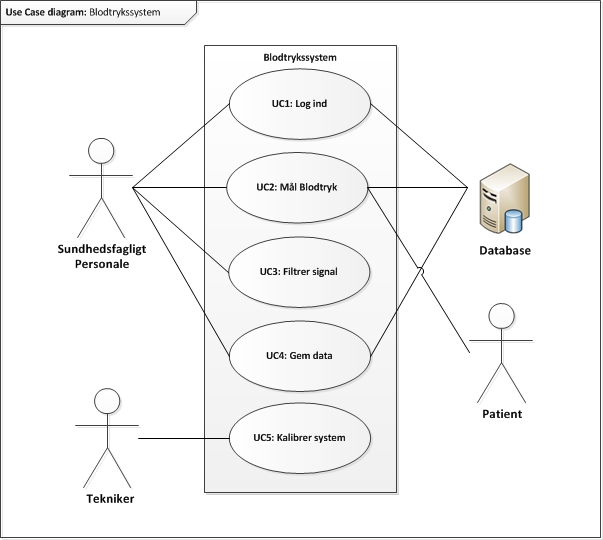 Use Case diagram: Blodtrykssystem
Blodtrykssystem
UC1: Log ind
UC2: Mål Blodtryk
UC3: Filtrer signal
UC4: Gem data
UC5: Kalibrer system
Sundhedsfagligt
Personale
Tekniker
Database
Patient